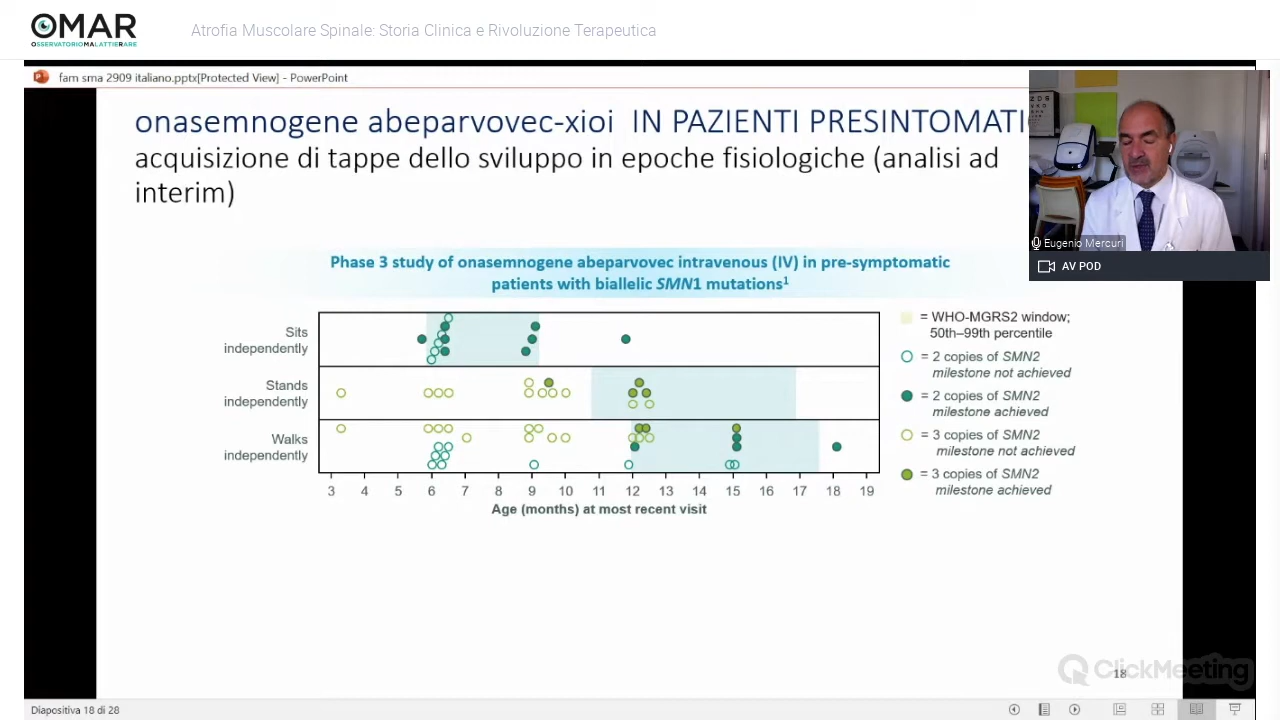 OMAR
OSSERVATORIOMALATTIERARE
Atrofia Muscolare Spinale: Storia Clinica e Rivoluzione Terapeutica
fam sma 2909 italiano.pptx[Protected View] - PowerPoint
onasemnogene abeparvovec-xioi IN PAZIENTI PRESINTOMATI
acquisizione di tappe dello sviluppo in epoche fisiologiche (analisi ad
interim)
Eugenio Mercuri
AV POD
Phase 3 study of onasemnogene abeparvovec intravenous (IV) in pre-symptomatic
patients with biallelic SMN1 mutations1
Sits
independently
Stands
independently
Walks
independently
3 4 5 6 7 8 9 10 11 12 13 14 15 16 17 18 19
Age (months) at most recent visit
= WHO-MGRS2 window;
50th–99th percentile
= 2 copies of SMN2
milestone not achieved
= 2 copies of SMN2
milestone achieved
= 3 copies of SMN2
milestone not achieved
= 3 copies of SMN2
milestone achieved
ClickMeeting
18
Diapositiva 18 di 28